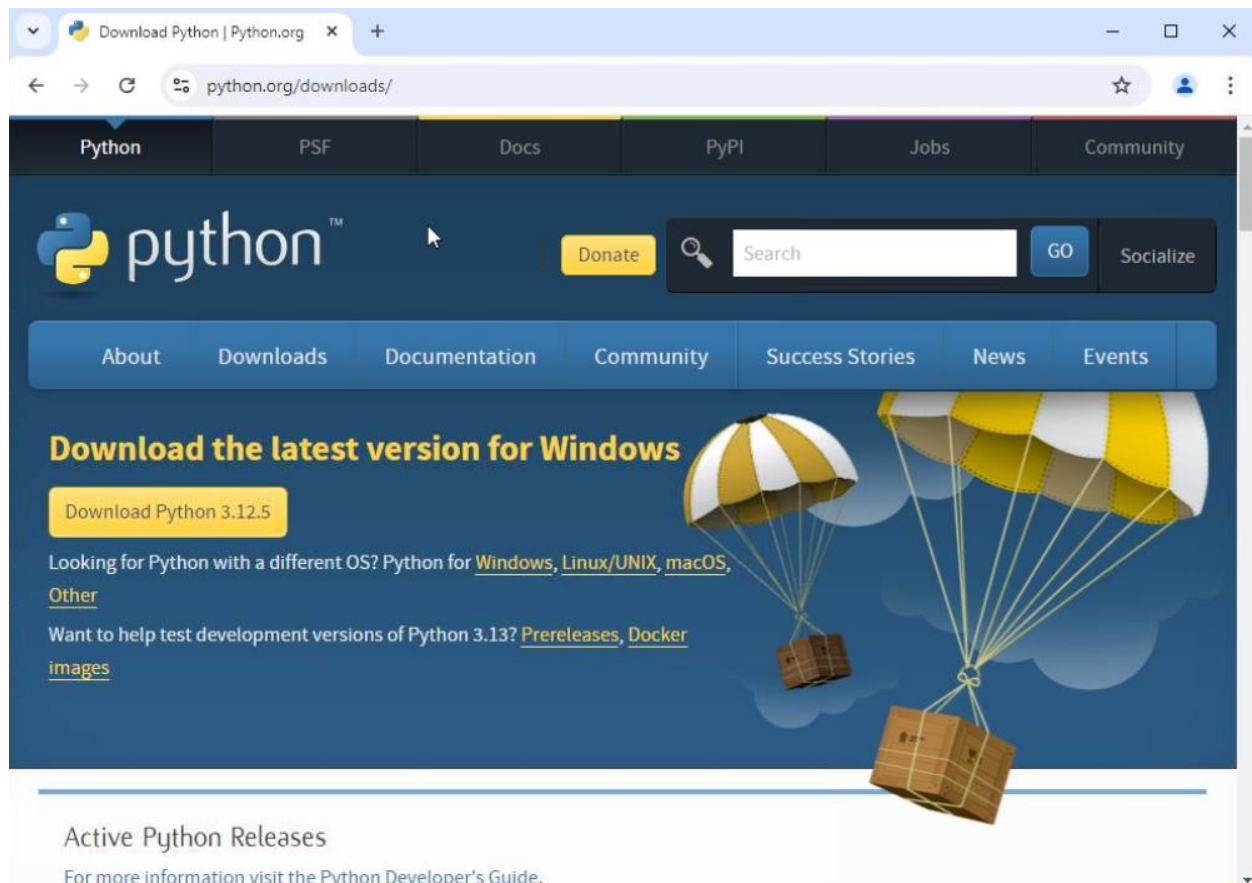 Download Python | Python.org
python.org/downloads/
Python
PSF
Docs
PyPI
Jobs
Community
python™
Donate
Search
GO
Socialize
About
Downloads
Documentation
Community
Success Stories
News
Events
Download the latest version for Windows
Download Python 3.12.5
Looking for Python with a different OS? Python for Windows, Linux/UNIX, macOS,
Other
Want to help test development versions of Python 3.13? Prereleases, Docker
images
Active Python Releases
For more information visit the Python Developer's Guide.